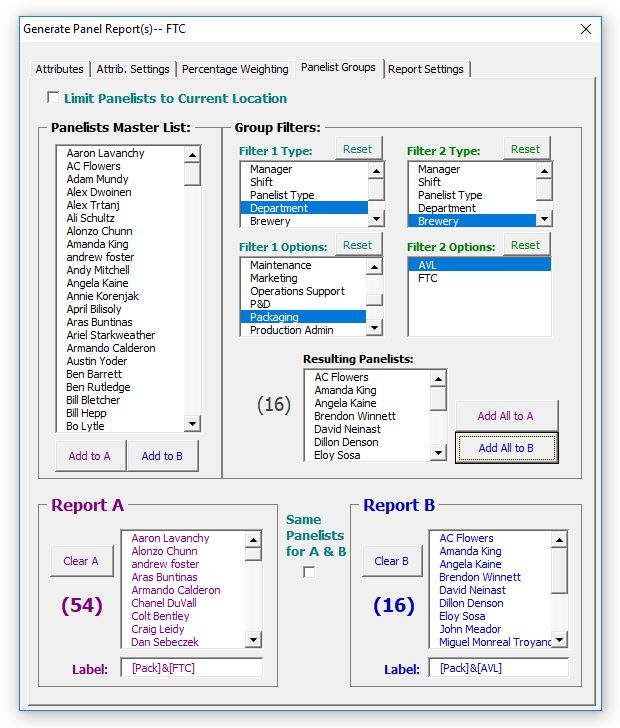 Generate Panel Report(s)-- FTC
Attributes
Attrib. Settings
Percentage Weighting
Panelist Groups
Report Settings
Limit Panelists to Current Location
Panelists Master List:
Aaron Lavanchy
AC Flowers
Adam Mundy
Alex Dwoinen
Alex Trtanj
Ali Schultz
Alonzo Chunn
Amanda King
andrew foster
Andy Mitchell
Angela Kaine
Annie Korenjak
April Bilisoly
Aras Buntinas
Ariel Starkweather
Armando Calderon
Austin Yoder
Ben Barrett
Ben Rutledge
Bill Bletcher
Bill Hepp
Bo Lytle
Add to A
Add to B
Group Filters:
Filter 1 Type:
Reset
Manager
Shift
Panelist Type
Department
Brewery
Filter 2 Type:
Reset
Manager
Shift
Panelist Type
Department
Brewery
Filter 1 Options:
Reset
Maintenance
Marketing
Operations Support
P&D
Packaging
Production Admin
Filter 2 Options:
Reset
AVL
FTC
Resulting Panelists:
(16)
AC Flowers
Amanda King
Angela Kaine
Brendon Winnett
David Neinast
Dillon Denson
Eloy Sosa
Add All to A
Add All to B
Report A
Clear A
(54)
Aaron Lavanchy
Alonzo Chunn
andrew foster
Aras Buntinas
Armando Calderon
Chanel DuVall
Colt Bentley
Craig Leidy
Dan Sebeczek
Label:
[Pack]&[FTC]
Same
Panelists
for A & B
Report B
Clear B
(16)
AC Flowers
Amanda King
Angela Kaine
Brendon Winnett
David Neinast
Dillon Denson
Eloy Sosa
John Meador
Miguel Monreal Troyano
Label:
[Pack]&[AVL]